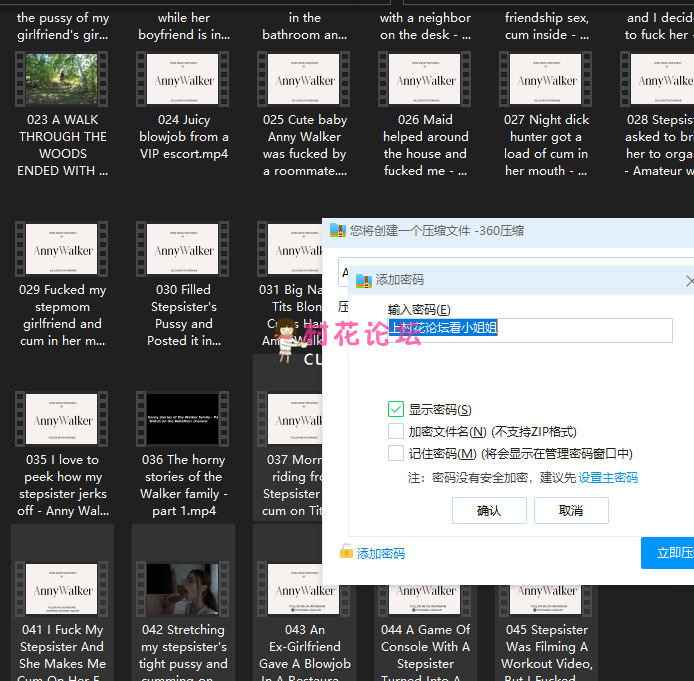 the pussy of my
girlfriend's gir...
while her
boyfriend is in...
in the
bathroom an...
with a neighbor
on the desk - ...
friendship sex,
cum inside - ...
and I decid
to fuck her
AnnyWalker
AnnyWalker
AnnyWalker
AnnyWalker
AnnyWalker
023 A WALK
THROUGH THE
WOODS
ENDED WITH ...
024 Juicy
blowjob from a
VIP escort.mp4
025 Cute baby
Anny Walker
was fucked by
a roommate....
026 Maid
helped around
the house and
fucked me - ...
027 Night dick
hunter got a
load of cum in
her mouth - ...
028 Stepsist
asked to bri
her to orgas
- Amateur w
AnnyWalker
AnnyWalker
AnnyWalker
029 Fucked my
stepmom
girlfriend and
cum in her m...
030 Filled
Stepsister's
Pussy and
Posted it in...
031 Big Na
Tits Blon
您将创建一个压缩文件 -360压缩
添加密码
输入密码(E)
上村花论坛看小姐姐
村花论坛
显示密码(S)
加密文件名(N) (不支持ZIP格式)
记住密码(M) (将会显示在管理密码窗口中)
注: 密码没有安全加密，建议先 设置主密码
确认
取消
添加密码
立即压
AnnyWalker
AnnyWalker
035 I love to
peek how my
stepsister jerks
off - Anny Wal...
036 The horny
stories of the
Walker family -
part 1.mp4
037 Morn
riding fro
Stepsister
cum on Tit
AnnyWalker
AnnyWalker
AnnyWalker
AnnyWalker
041 I Fuck My
Stepsister And
She Makes Me
Cum On Her F...
042 Stretching
my stepsister's
tight pussy and
cumming on...
043 An
Ex-Girlfriend
Gave A Blowjob
In A Restaura...
044 A Game Of
Console With A
Stepsister
Turned Into A...
045 Stepsister
Was Filming A
Workout Video,
But I Fucked...